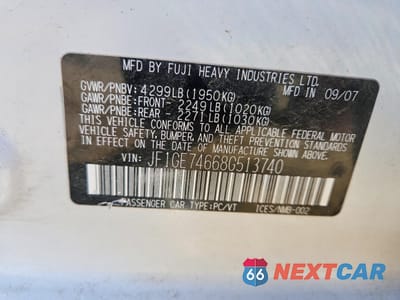 MFD BY FUJI HEAVY INDUSTRIES LTD.
GVWR/PNBV: 4299LB (1950KG) MFD IN 09/07
GAWR/PNBE: FRONT- 2249LB (1020KG)
GAWR/PNBE: REAR - 2271LB (1030KG)
THIS VEHICLE CONFORMS TO ALL APPLICABLE FEDERAL MOTOR
VEHICLE SAFETY, BUMPER, AND THEFT PREVENTION STANDARDS
IN EFFECT ON THE DATE OF MANUFACTURE SHOWN ABOVE.
VIN: JF1GE74668G513740
PASSENGER CAR: PC/VT ICES/NMB-002
66 NEXTCAR